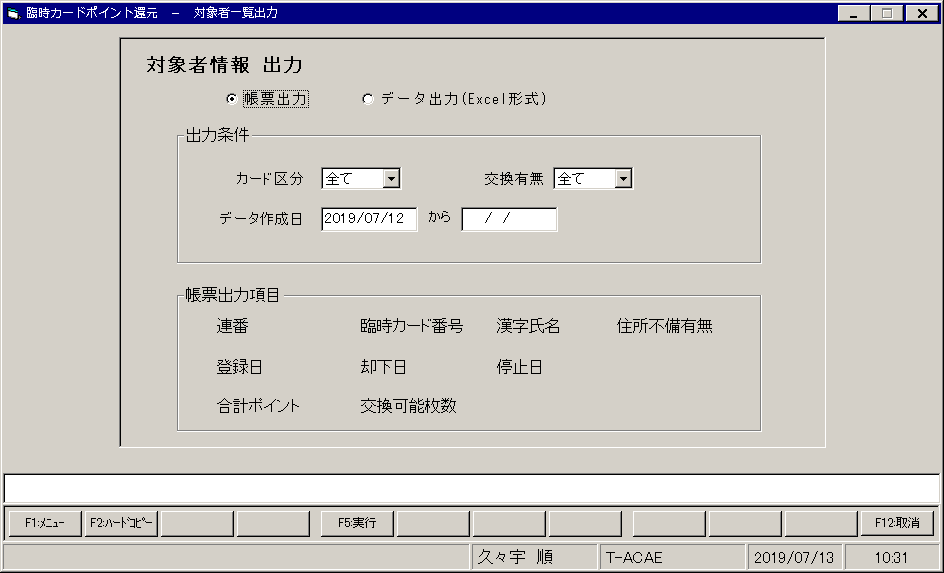 臨時カードポイント還元 － 対象者一覧出力
対象者情報 出力
帳票出力 データ出力(Excel形式)
出力条件
カード区分 全て 交換有無 全て
データ作成日 2019/07/12 から / /
帳票出力項目
連番 臨時カード番号 漢字氏名 住所不備有無
登録日 却下日 停止日
合計ポイント 交換可能枚数
F1:ﾒﾆｭｰ F2:ﾊｰﾄﾞｺﾋﾟｰ F5:実行 F12:取消
久々宇 順 T-ACAE 2019/07/13 10:31